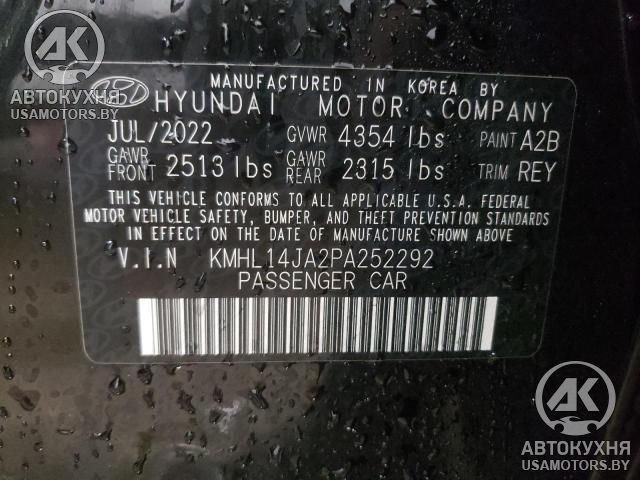 АК
АВТОКУХНЯ
USAMOTORS.BY
MANUFACTURED IN KOREA BY
HYUNDAI MOTOR COMPANY
JUL/2022 GVWR 4354 lbs PAINT A2B
GAWR FRONT 2513 lbs GAWR REAR 2315 lbs TRIM REY
THIS VEHICLE CONFORMS TO ALL APPLICABLE U.S.A. FEDERAL
MOTOR VEHICLE SAFETY, BUMPER, AND THEFT PREVENTION STANDARDS
IN EFFECT ON THE DATE OF MANUFACTURE SHOWN ABOVE
V.I.N KMHL14JA2PA252292
PASSENGER CAR
АК
АВТОКУХНЯ
USAMOTORS.BY